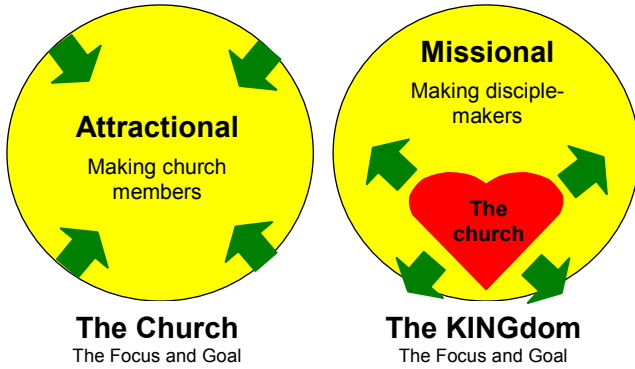 Attractional
Making church
members
The Church
The Focus and Goal
Missional
Making disciple-
makers
The
church
The KINGdom
The Focus and Goal